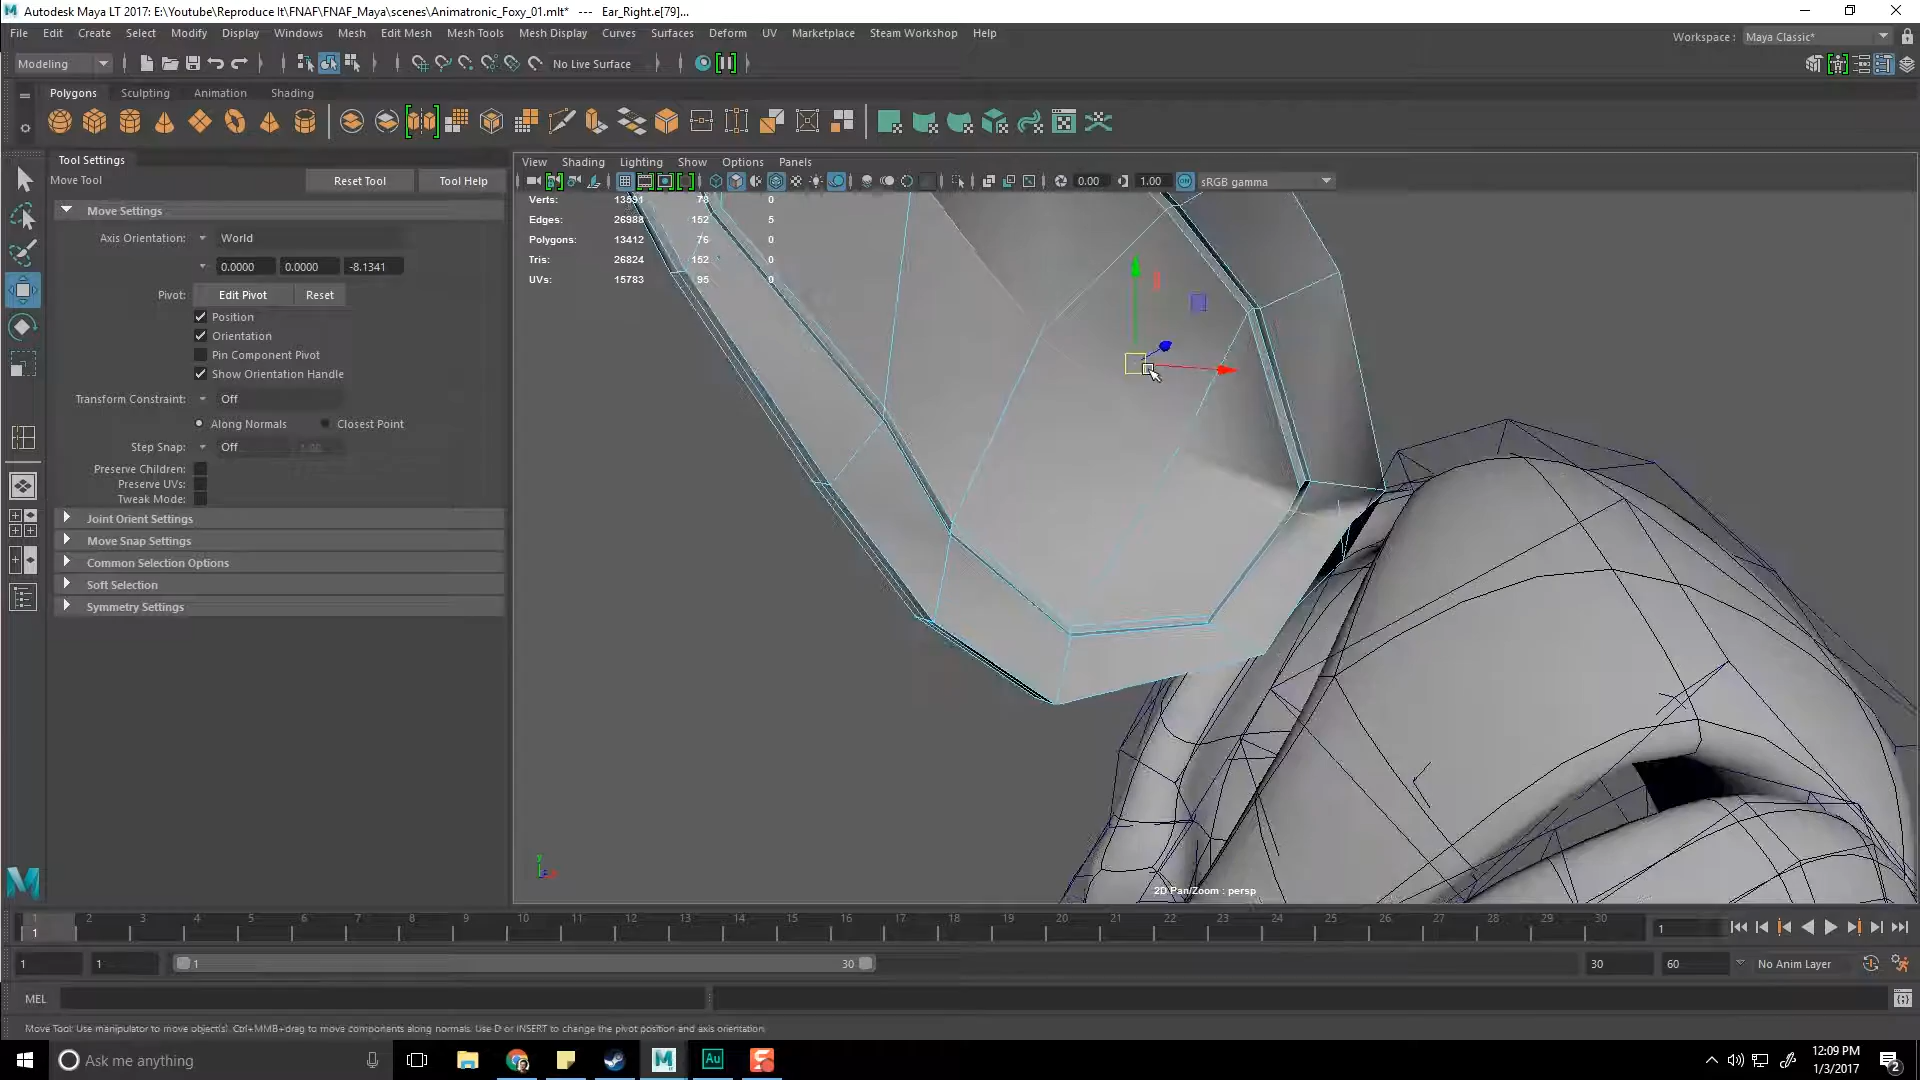 Autodesk Maya LT 2017: E:\Youtube\Reproduce It\FNAF\FNAF_Maya\scenes\Animatronic_Foxy_01.mlt*   ---   Ear_Right.e[79]...
File Edit Create Select Modify Display Windows Mesh Edit Mesh Mesh Tools Mesh Display Curves Surfaces Deform UV Marketplace Steam Workshop Help
Workspace : Maya Classic*
Modeling No Live Surface
Polygons Sculpting Animation Shading
Tool Settings
Move Tool Reset Tool Tool Help
Move Settings
Axis Orientation: World
0.0000 0.0000 -8.1341
Pivot: Edit Pivot Reset
Position
Orientation
Pin Component Pivot
Show Orientation Handle
Transform Constraint: Off
Along Normals Closest Point
Step Snap: Off 1.00
Preserve Children:
Preserve UVs:
Tweak Mode:
Joint Orient Settings
Move Snap Settings
Common Selection Options
Soft Selection
Symmetry Settings
View Shading Lighting Show Options Panels
0.00 1.00 sRGB gamma
Verts: 13591 78 0
Edges: 26988 152 5
Polygons: 13412 76 0
Tris: 26824 152 0
UVs: 15783 95 0
2D Pan/Zoom : persp
1 2 3 4 5 6 7 8 9 10 11 12 13 14 15 16 17 18 19 20 21 22 23 24 25 26 27 28 29 30
1 1
1 1 1 30 30 60 No Anim Layer
MEL
Move Tool: Use manipulator to move object(s). Ctrl+MMB+drag to move components along normals. Use D or INSERT to change the pivot position and axis orientation.
Ask me anything
Au
12:09 PM
1/3/2017
2